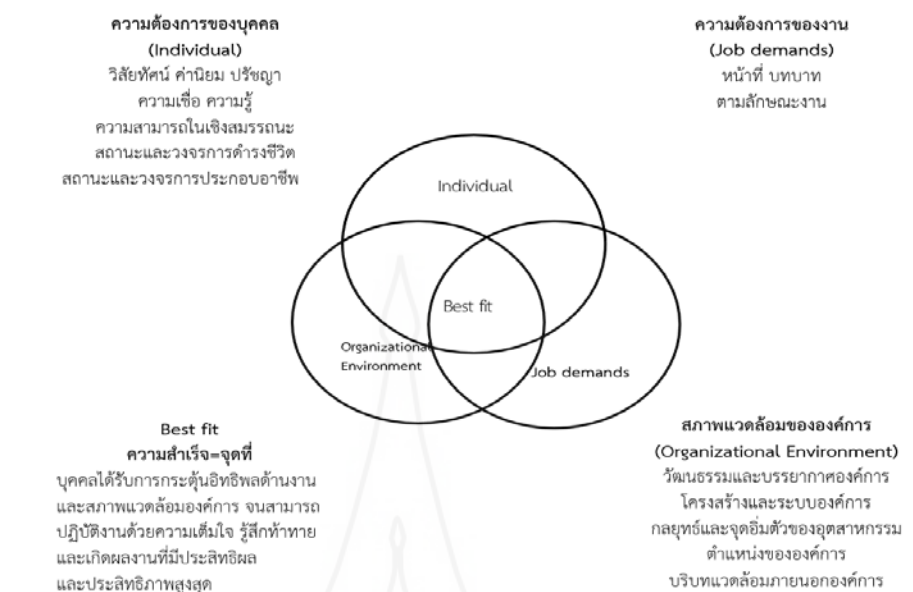 ความต้องการของบุคคล
(Individual)
วิสัยทัศน์ ค่านิยม ปรัชญา
ความเชื่อ ความรู้
ความสามารถในเชิงสมรรถนะ
สถานะและวงจรการดำรงชีวิต
สถานะและวงจรการประกอบอาชีพ
ความต้องการของงาน
(Job demands)
หน้าที่ บทบาท
ตามลักษณะงาน
Individual
Best fit
Organizational
Environment
Job demands
Best fit
ความสำเร็จ=จุดที่
บุคคลได้รับการกระตุ้นอิทธิพลด้านงาน
และสภาพแวดล้อมองค์การ จนสามารถ
ปฏิบัติงานด้วยความเต็มใจ รู้สึกท้าทาย
และเกิดผลงานที่มีประสิทธิผล
และประสิทธิภาพสูงสุด
สภาพแวดล้อมขององค์การ
(Organizational Environment)
วัฒนธรรมและบรรยากาศองค์การ
โครงสร้างและระบบองค์การ
กลยุทธ์และจุดอิ่มตัวของอุตสาหกรรม
ตำแหน่งขององค์การ
บริบทแวดล้อมภายนอกองค์การ